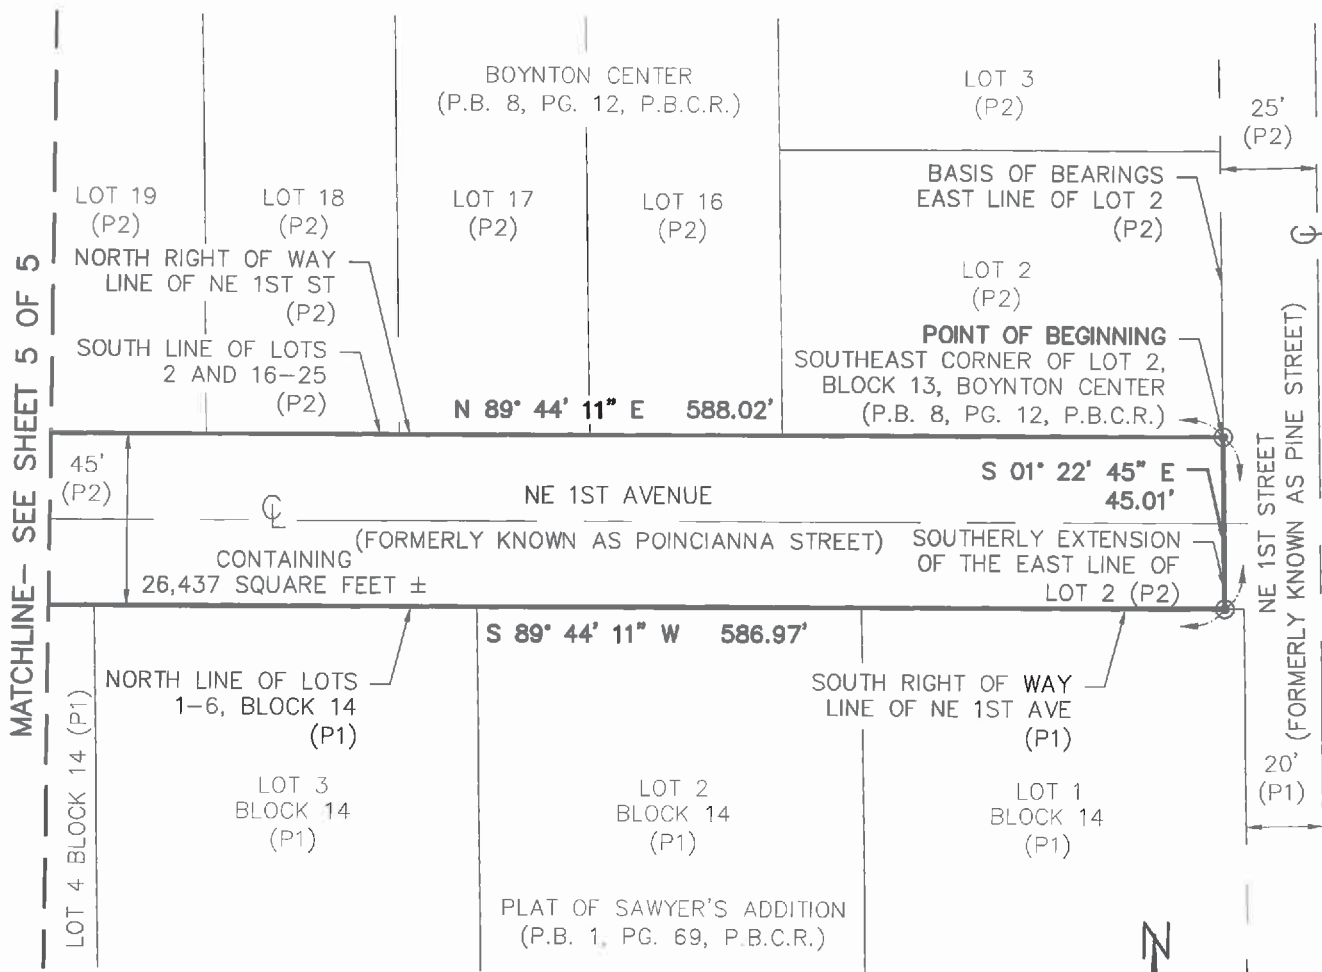 BOYNTON CENTER
(P.B. 8, PG. 12, P.B.C.R.)
LOT 3
(P2)
25'
(P2)
LOT 19
(P2)
LOT 18
(P2)
LOT 17
(P2)
LOT 16
(P2)
BASIS OF BEARINGS
EAST LINE OF LOT 2
(P2)
LOT 2
(P2)
NORTH RIGHT OF WAY
LINE OF NE 1ST ST
(P2)
SOUTH LINE OF LOTS
2 AND 16-25
(P2)
POINT OF BEGINNING
SOUTHEAST CORNER OF LOT 2,
BLOCK 13, BOYNTON CENTER
(P.B. 8, PG. 12, P.B.C.R.)
N 89° 44' 11" E 588.02'
MATCHLINE- SEE SHEET 5 OF 5
45'
(P2)
NE 1ST AVENUE
(FORMERLY KNOWN AS POINCIANNA STREET)
S 01° 22' 45" E
45.01'
CONTAINING
26,437 SQUARE FEET ±
SOUTHERLY EXTENSION
OF THE EAST LINE OF
LOT 2 (P2)
NE 1ST STREET
(FORMERLY KNOWN AS PINE STREET)
S 89° 44' 11" W 586.97'
NORTH LINE OF LOTS
1-6, BLOCK 14
(P1)
SOUTH RIGHT OF WAY
LINE OF NE 1ST AVE
(P1)
20'
(P1)
LOT 4 BLOCK 14 (P1)
LOT 3
BLOCK 14
(P1)
LOT 2
BLOCK 14
(P1)
LOT 1
BLOCK 14
(P1)
PLAT OF SAWYER'S ADDITION
(P.B. 1, PG. 69, P.B.C.R.)
N